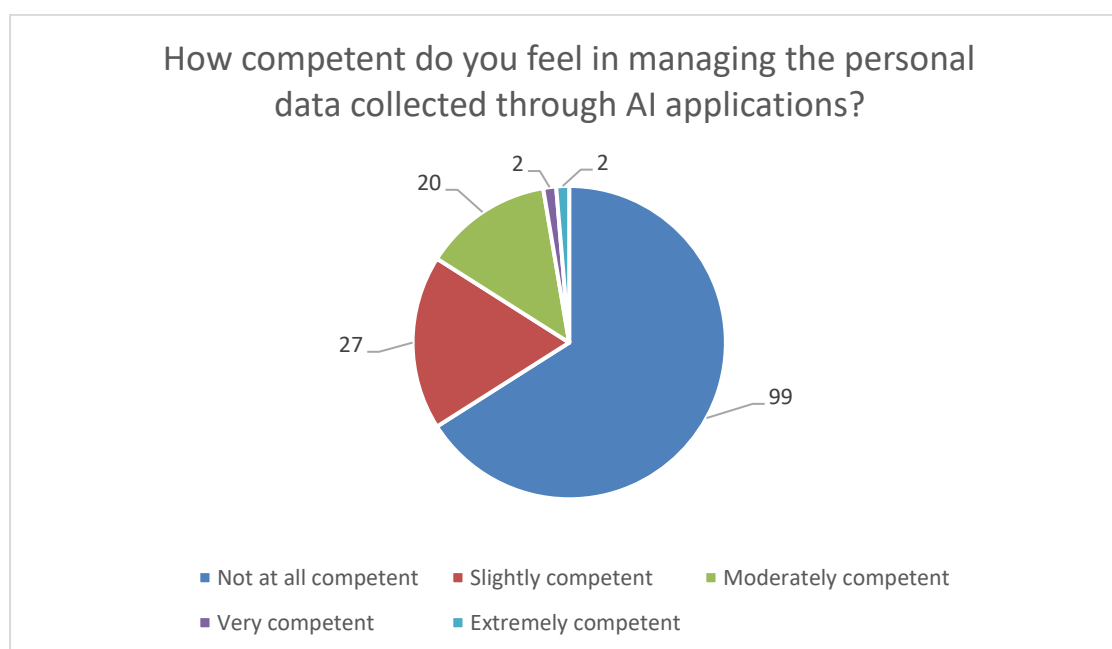 How competent do you feel in managing the personal
data collected through AI applications?
2
2
20
27
99
Not at all competent
Slightly competent
Moderately competent
Very competent
Extremely competent